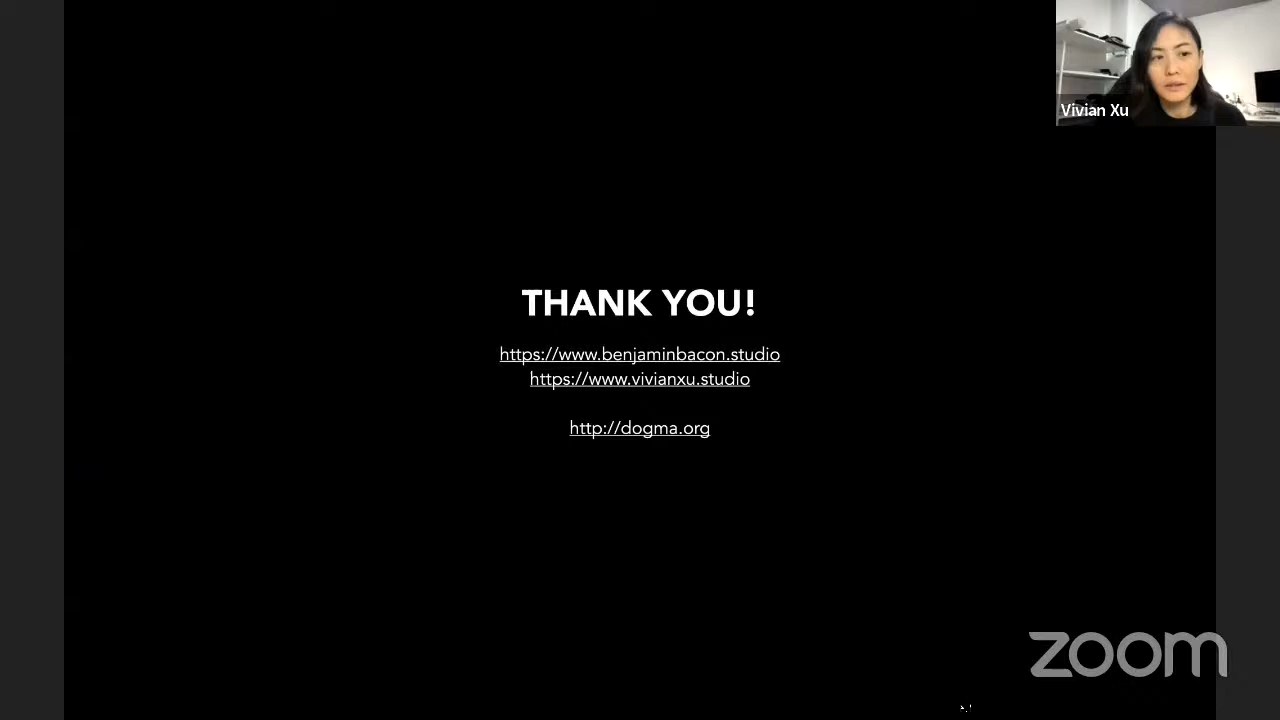 Vivian Xu
THANK YOU!
https://www.benjaminbacon.studio
https://www.vivianxu.studio
http://dogma.org
zoom